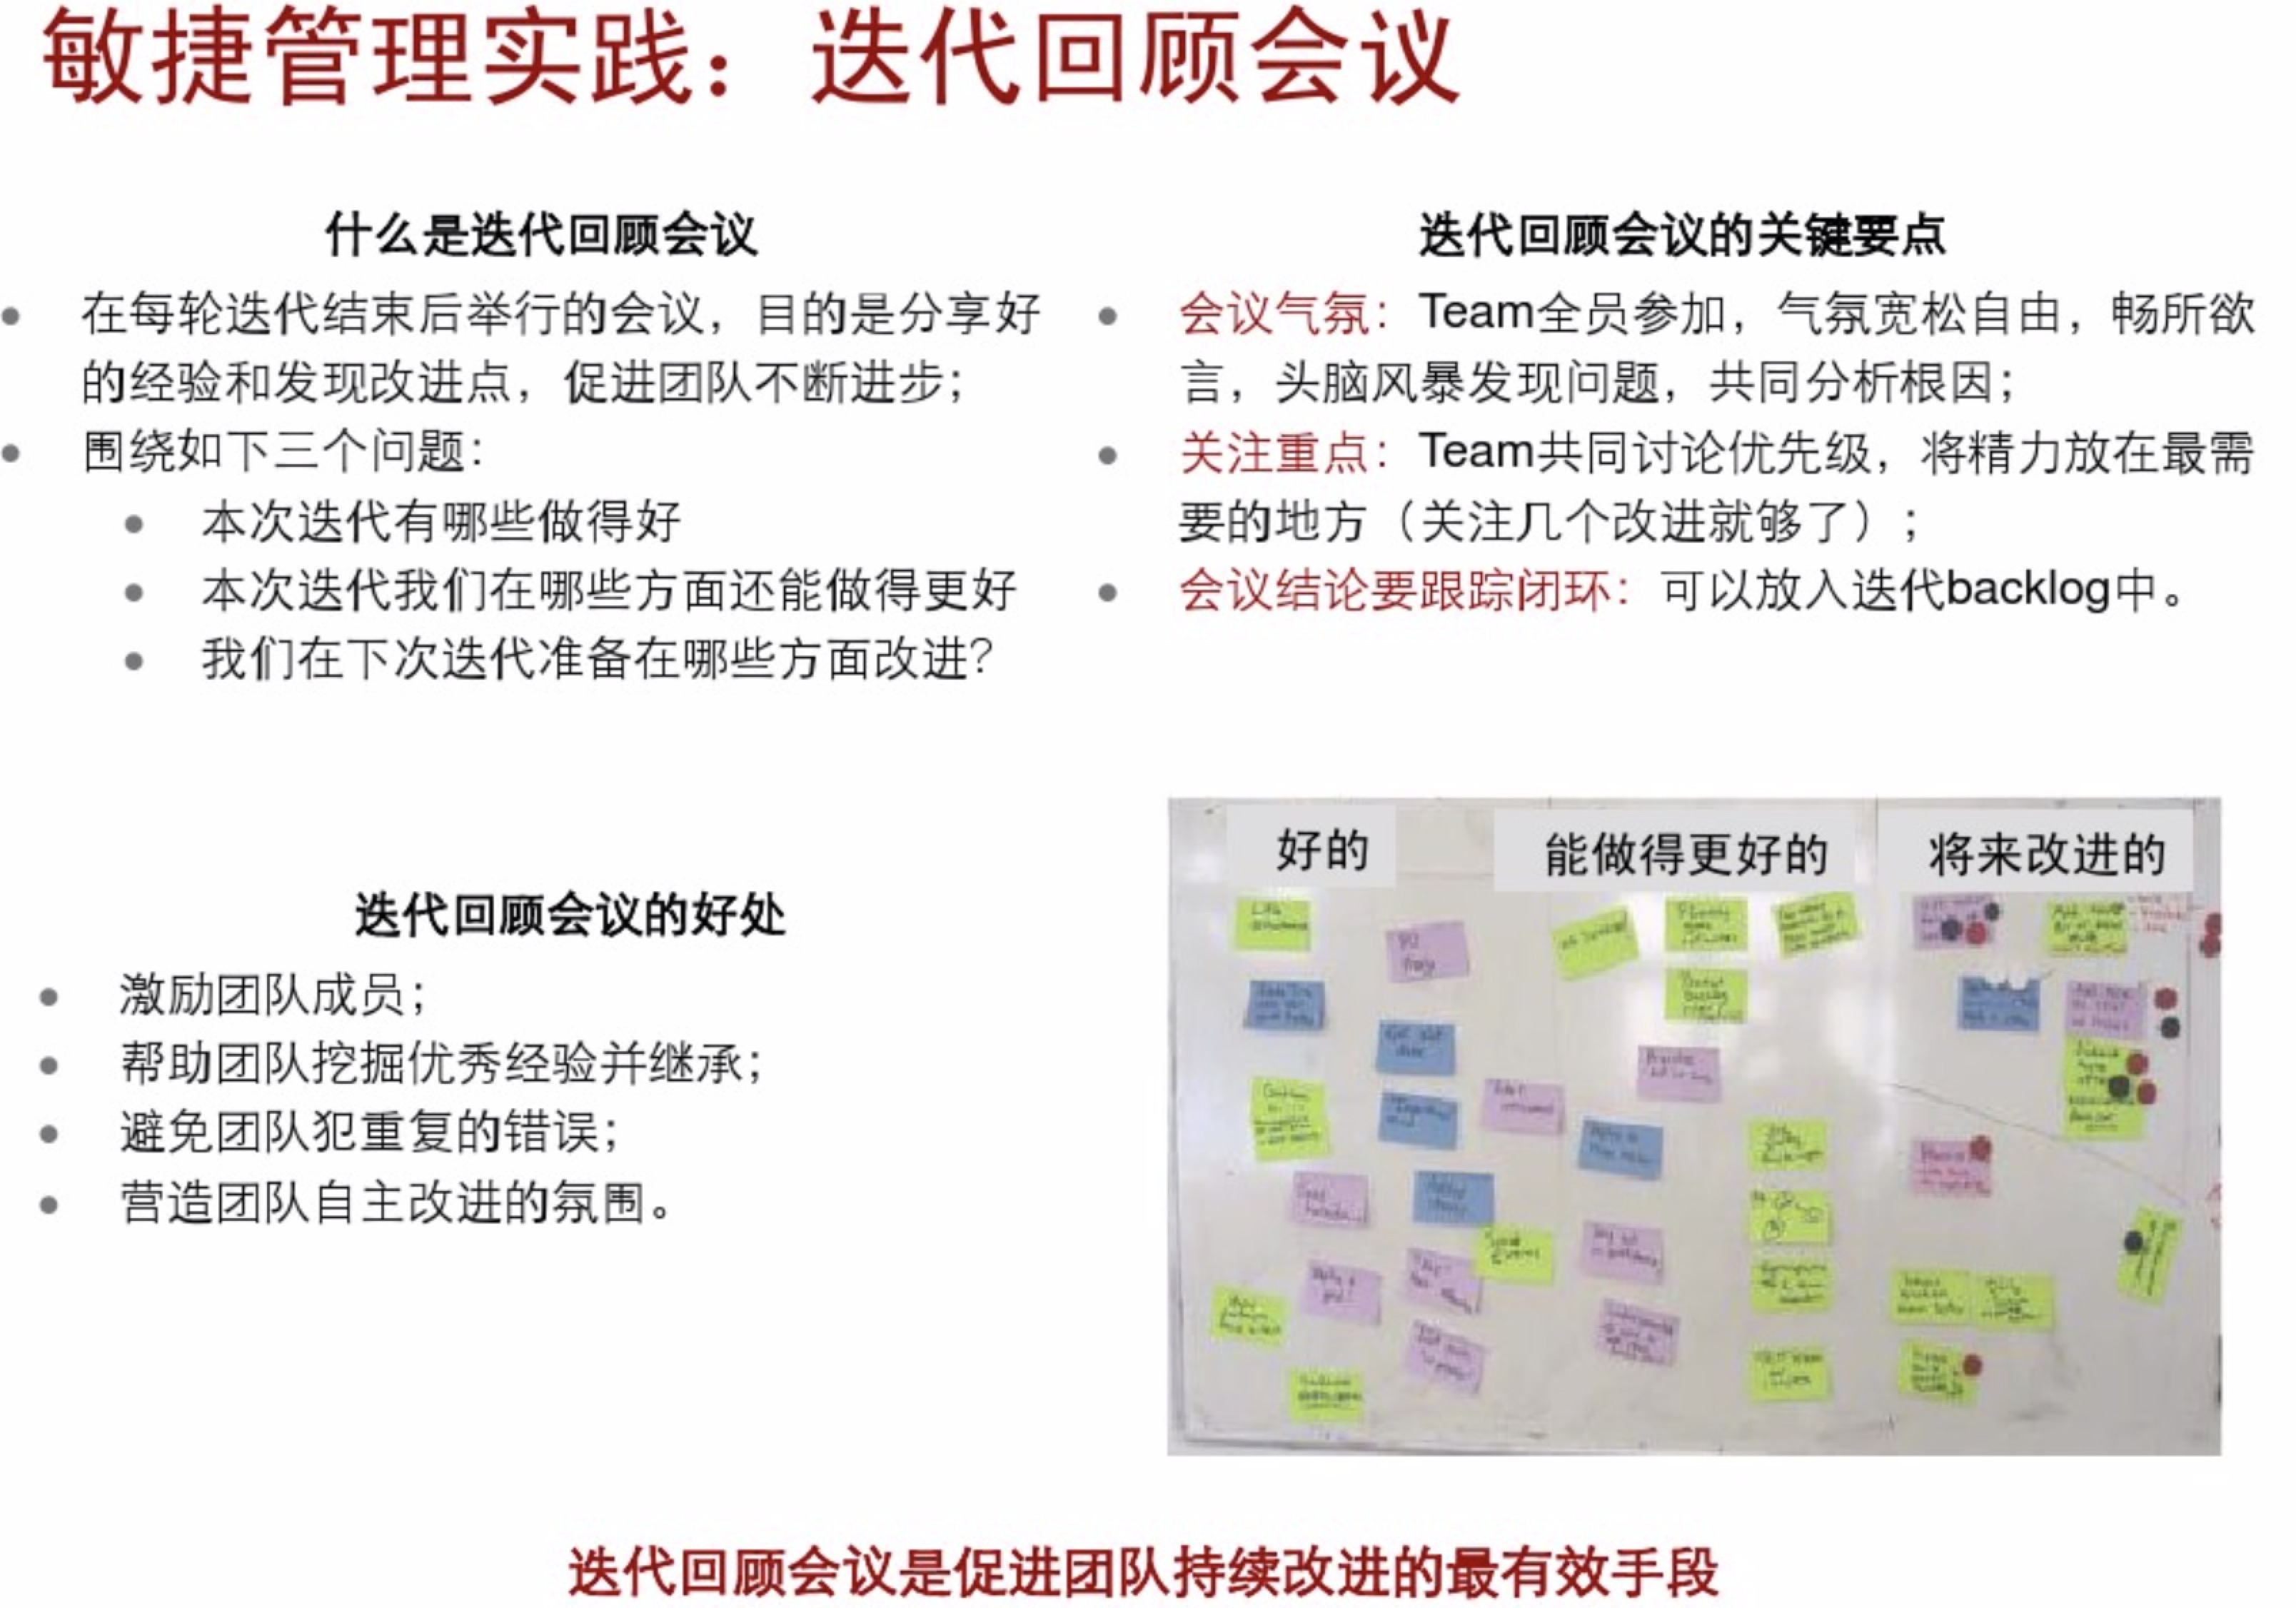 敏捷管理实践：迭代回顾会议
什么是迭代回顾会议
在每轮迭代结束后举行的会议，目的是分享好
的经验和发现改进点，促进团队不断进步；
围绕如下三个问题：
本次迭代有哪些做得好
本次迭代我们在哪些方面还能做得更好
我们在下次迭代准备在哪些方面改进？
迭代回顾会议的关键要点
会议气氛：Team全员参加，气氛宽松自由，畅所欲
言，头脑风暴发现问题，共同分析根因；
关注重点：Team共同讨论优先级，将精力放在最需
要的地方（关注几个改进就够了）；
会议结论要跟踪闭环：可以放入迭代backlog中。
迭代回顾会议的好处
激励团队成员；
帮助团队挖掘优秀经验并继承；
避免团队犯重复的错误；
营造团队自主改进的氛围。
好的
能做得更好的
将来改进的
迭代回顾会议是促进团队持续改进的最有效手段